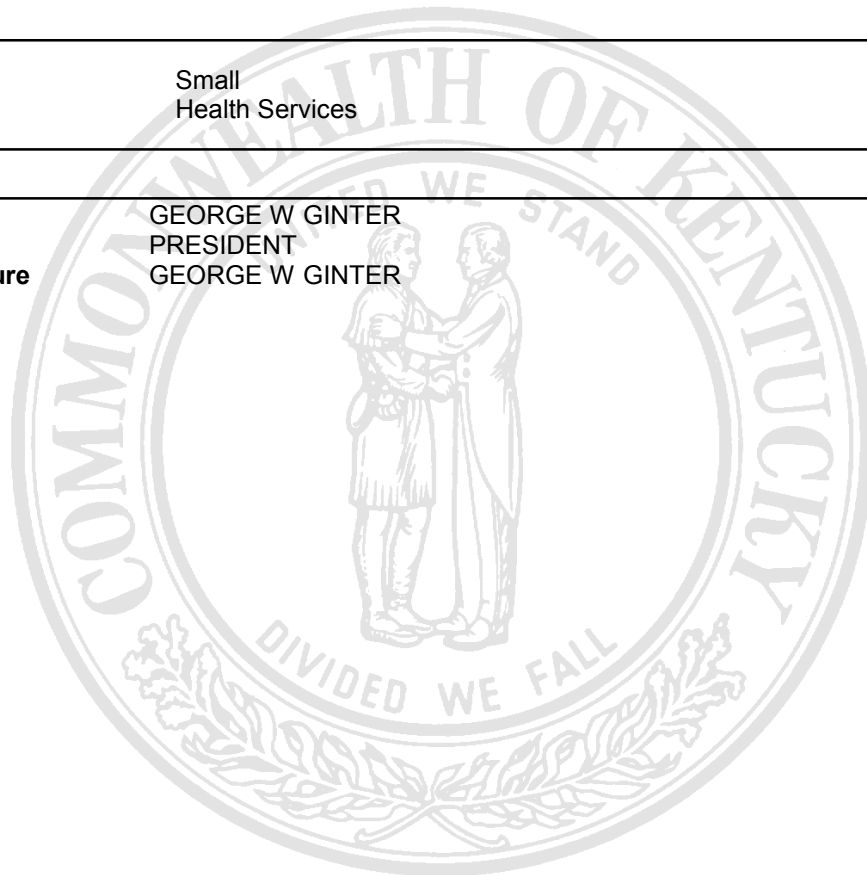 Small
Health Services
GEORGE W GINTER
PRESIDENT
ure GEORGE W GINTER
COMMONWEALTH OF KENTUCKY
UNITED WE STAND
DIVIDED WE FALL